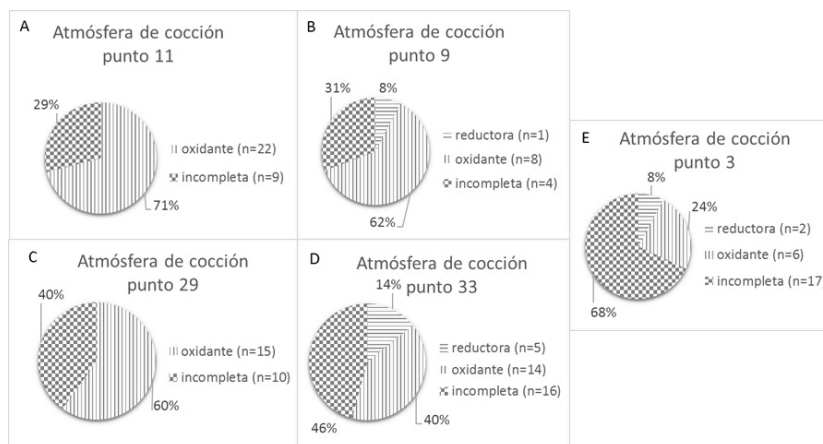 A
Atmósfera de cocción
punto 11
29%
oxidante (n=22)
incompleta (n=9)
71%
B
Atmósfera de cocción
punto 9
31%
8%
reductora (n=1)
oxidante (n=8)
incompleta (n=4)
62%
C
Atmósfera de cocción
punto 29
40%
oxidante (n=15)
incompleta (n=10)
60%
D
Atmósfera de cocción
punto 33
14%
reductora (n=5)
oxidante (n=14)
incompleta (n=16)
46%
40%
E
Atmósfera de cocción
punto 3
8%
24%
reductora (n=2)
oxidante (n=6)
incompleta (n=17)
68%